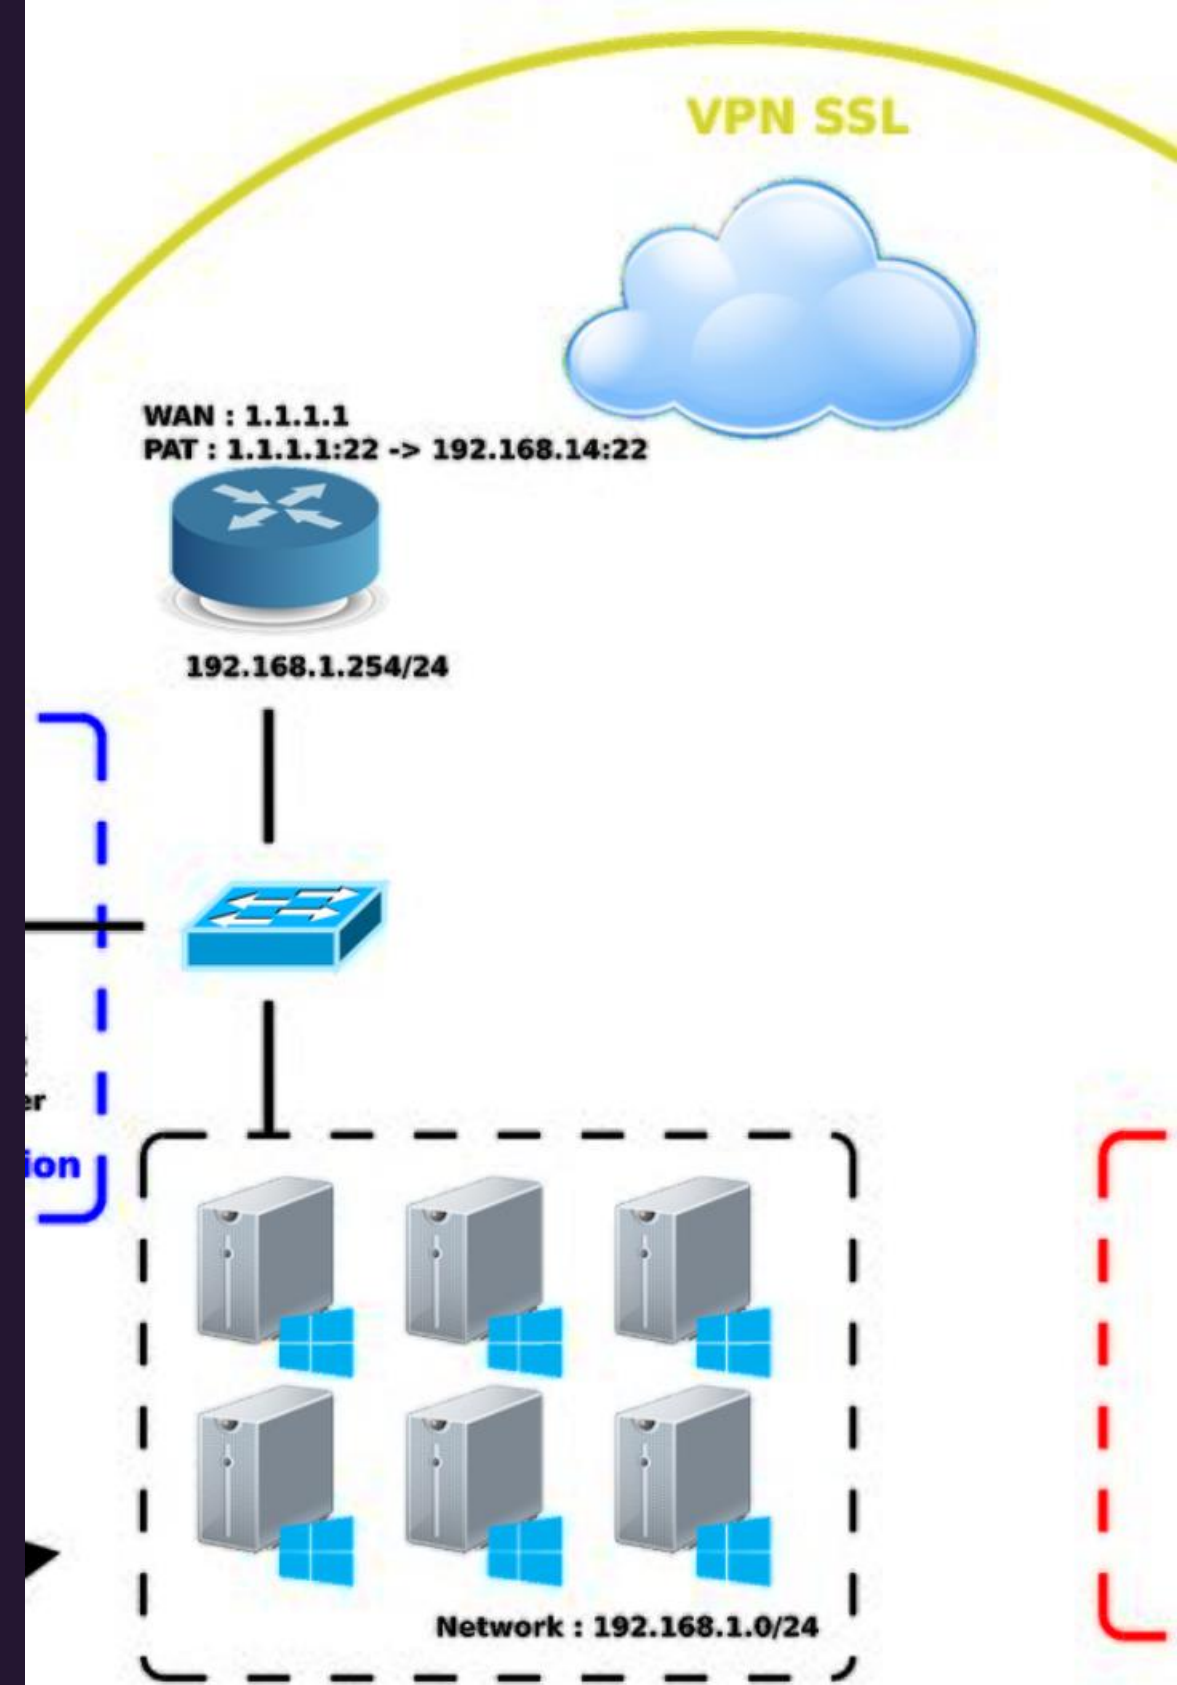 VPN SSL
WAN : 1.1.1.1
PAT : 1.1.1.1:22 -> 192.168.14:22
192.168.1.254/24
er
ion
Network : 192.168.1.0/24